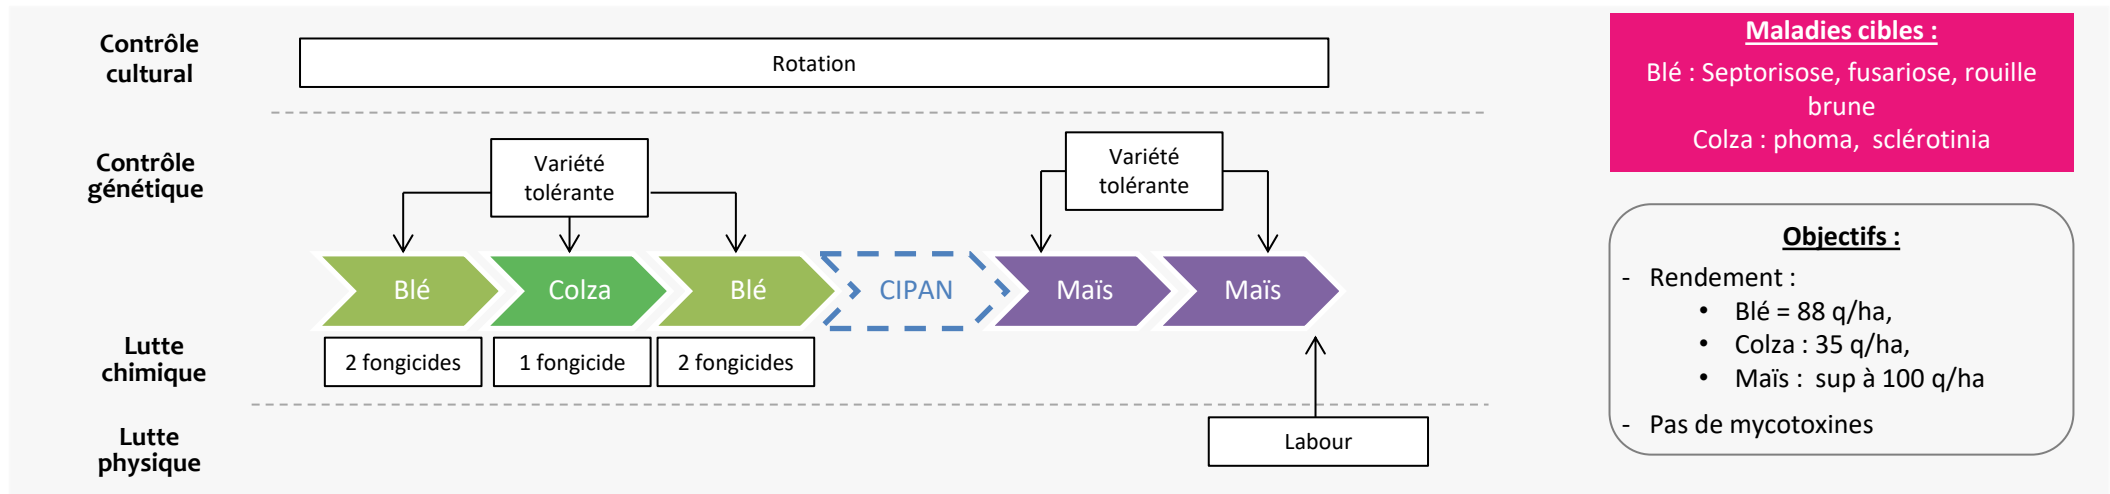 Contrôle
cultural
Rotation
Contrôle
génétique
Variété
tolérante
Variété
tolérante
Blé
Colza
Blé
CIPAN
Maïs
Maïs
Lutte
chimique
2 fongicides
1 fongicide
2 fongicides
Lutte
physique
Labour
Maladies cibles :
Blé : Septorisose, fusariose, rouille
brune
Colza : phoma, sclérotinia
Objectifs :
- Rendement :
• Blé = 88 q/ha,
• Colza : 35 q/ha,
• Maïs : sup à 100 q/ha
- Pas de mycotoxines